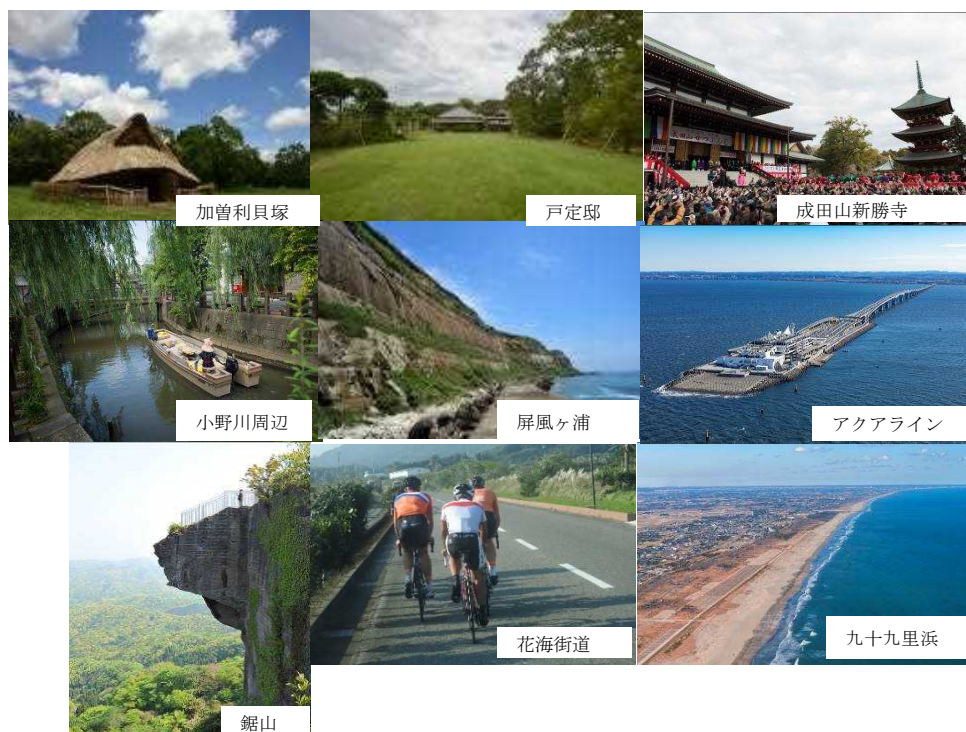 加曽利貝塚
戸定邸
成田山新勝寺
小野川周辺
屏風ヶ浦
アクアライン
鋸山
花海街道
九十九里浜